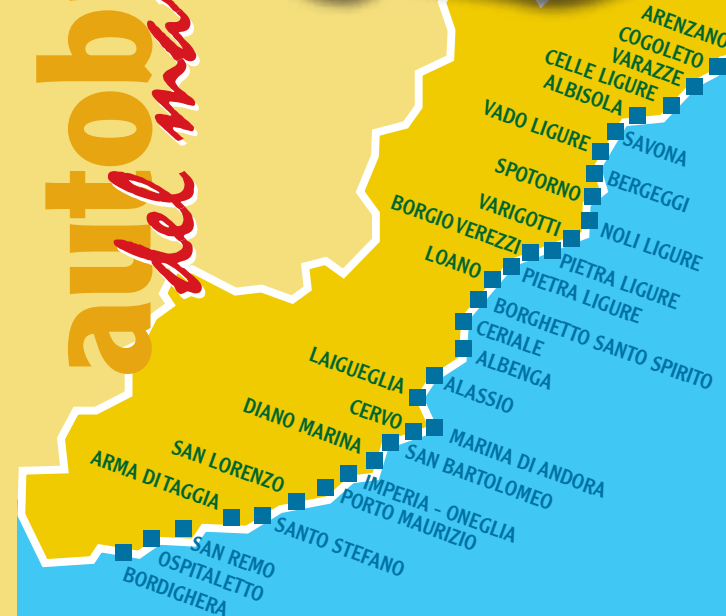 autob
del m
ARENZANO
COGOLETO
VARAZZE
CELLE LIGURE
ALBISOLA
VADO LIGURE
SAVONA
SPOTORNO
BERGEGGI
VARIGOTTI
BORGIO VEREZZI
NOLI LIGURE
LOANO
PIETRA LIGURE
PIETRA LIGURE
BORGHETTO SANTO SPIRITO
CERIALE
ALBENGA
LAIGUEGLIA
ALASSIO
CERVO
DIANO MARINA
MARINA DI ANDORA
SAN BARTOLOMEO
SAN LORENZO
ARMA DI TAGGIA
IMPERIA - ONEGLIA
PORTO MAURIZIO
SANTO STEFANO
SAN REMO
OSPITALETTO
BORDIGHERA